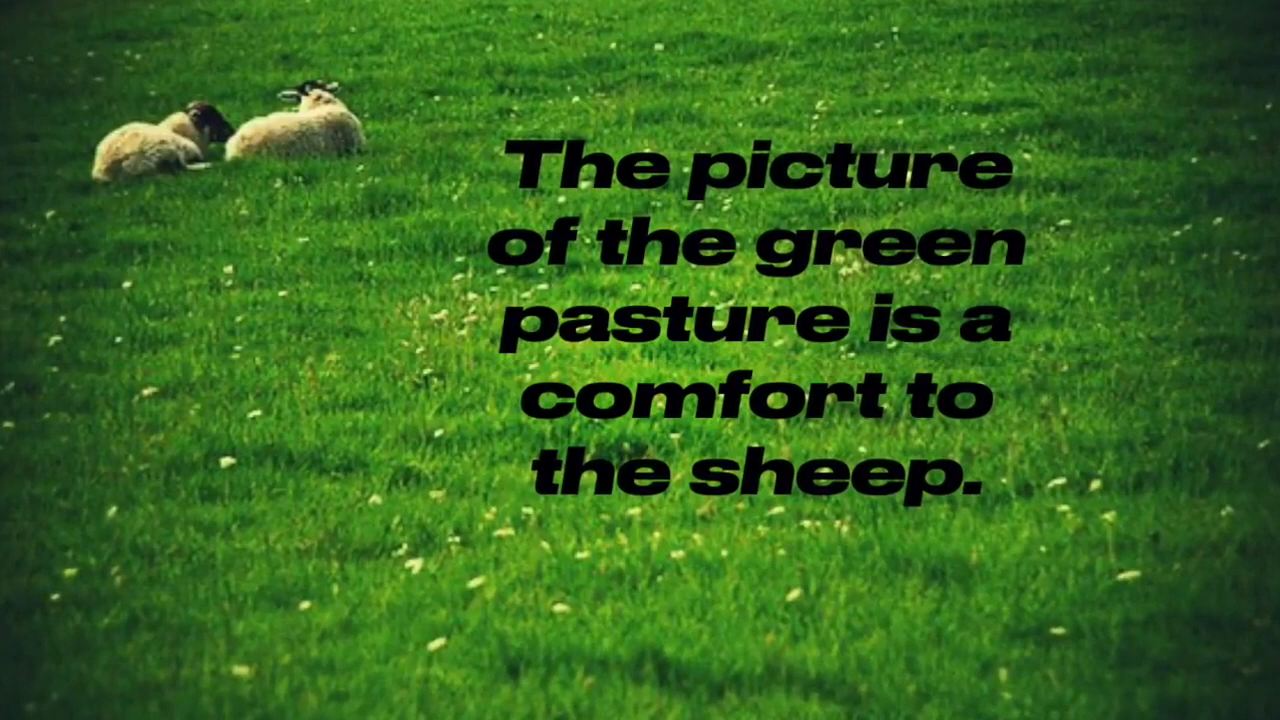 The picture
of the green
pasture is a
comfort to
the sheep.